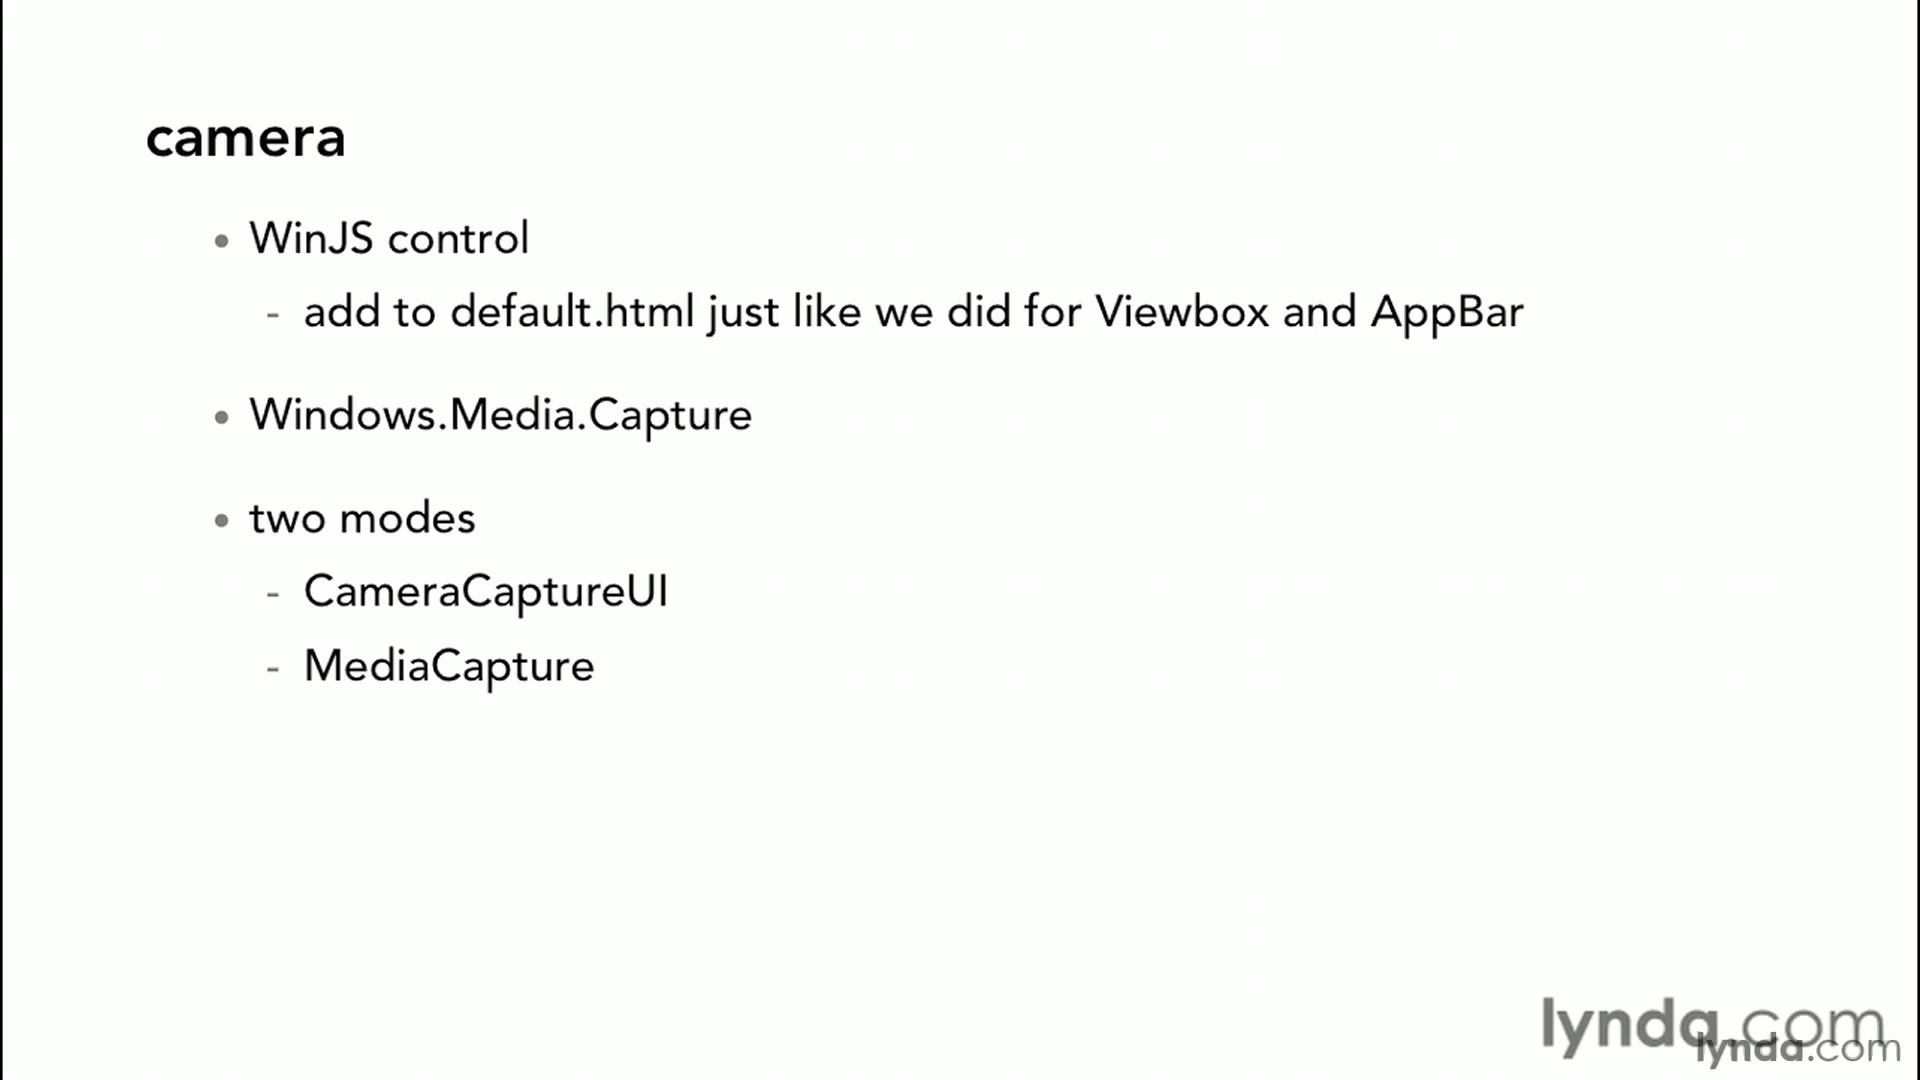 camera
• WinJS control
- add to default.html just like we did for Viewbox and AppBar
• Windows.Media.Capture
• two modes
- CameraCaptureUI
- MediaCapture
lynda.com
lynda.com